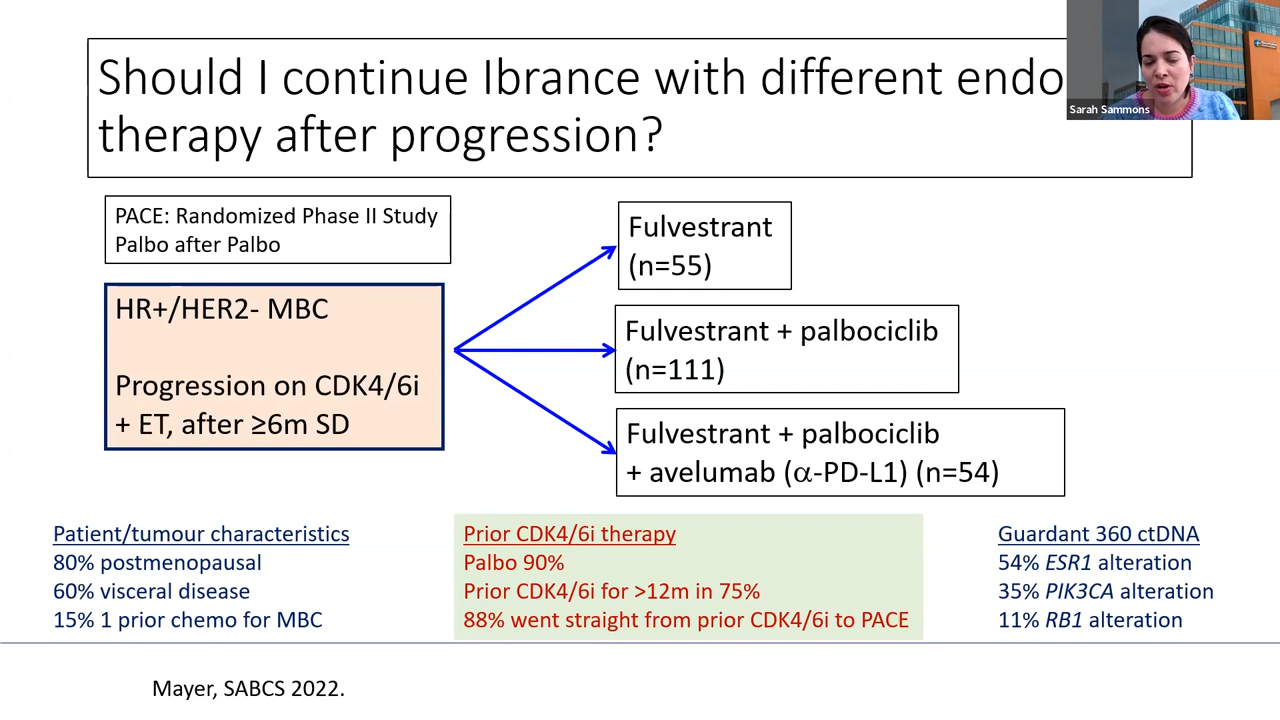 Should I continue Ibrance with different endo
therapy after progression?
Sarah Sammons
PACE: Randomized Phase II Study
Palbo after Palbo
HR+/HER2- MBC
Progression on CDK4/6i
+ ET, after ≥6m SD
Fulvestrant
(n=55)
Fulvestrant + palbociclib
(n=111)
Fulvestrant + palbociclib
+ avelumab (α-PD-L1) (n=54)
Patient/tumour characteristics
80% postmenopausal
60% visceral disease
15% 1 prior chemo for MBC
Prior CDK4/6i therapy
Palbo 90%
Prior CDK4/6i for >12m in 75%
88% went straight from prior CDK4/6i to PACE
Guardant 360 ctDNA
54% ESR1 alteration
35% PIK3CA alteration
11% RB1 alteration
Mayer, SABCS 2022.